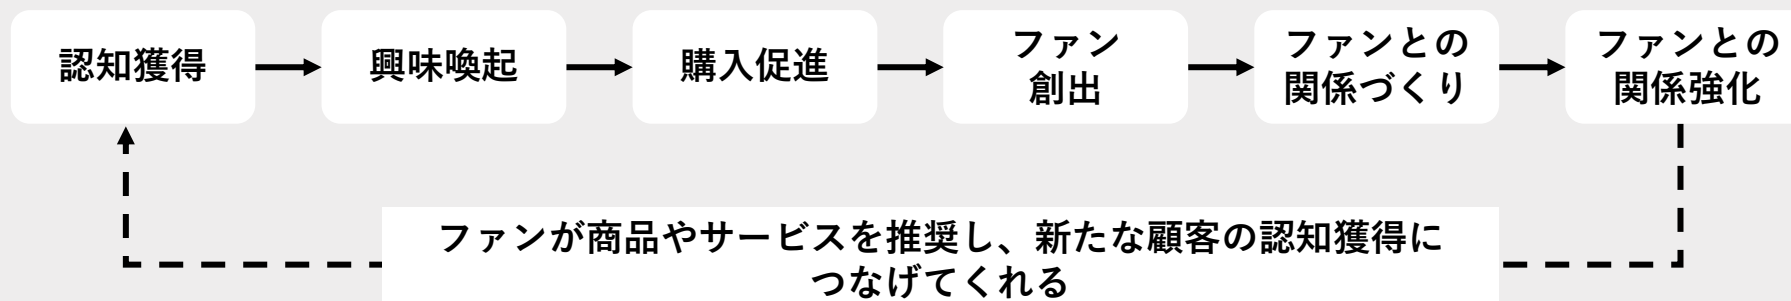 認知獲得
興味喚起
購入促進
ファン
創出
ファンとの
関係づくり
ファンとの
関係強化
ファンが商品やサービスを推奨し、新たな顧客の認知獲得に
つなげてくれる